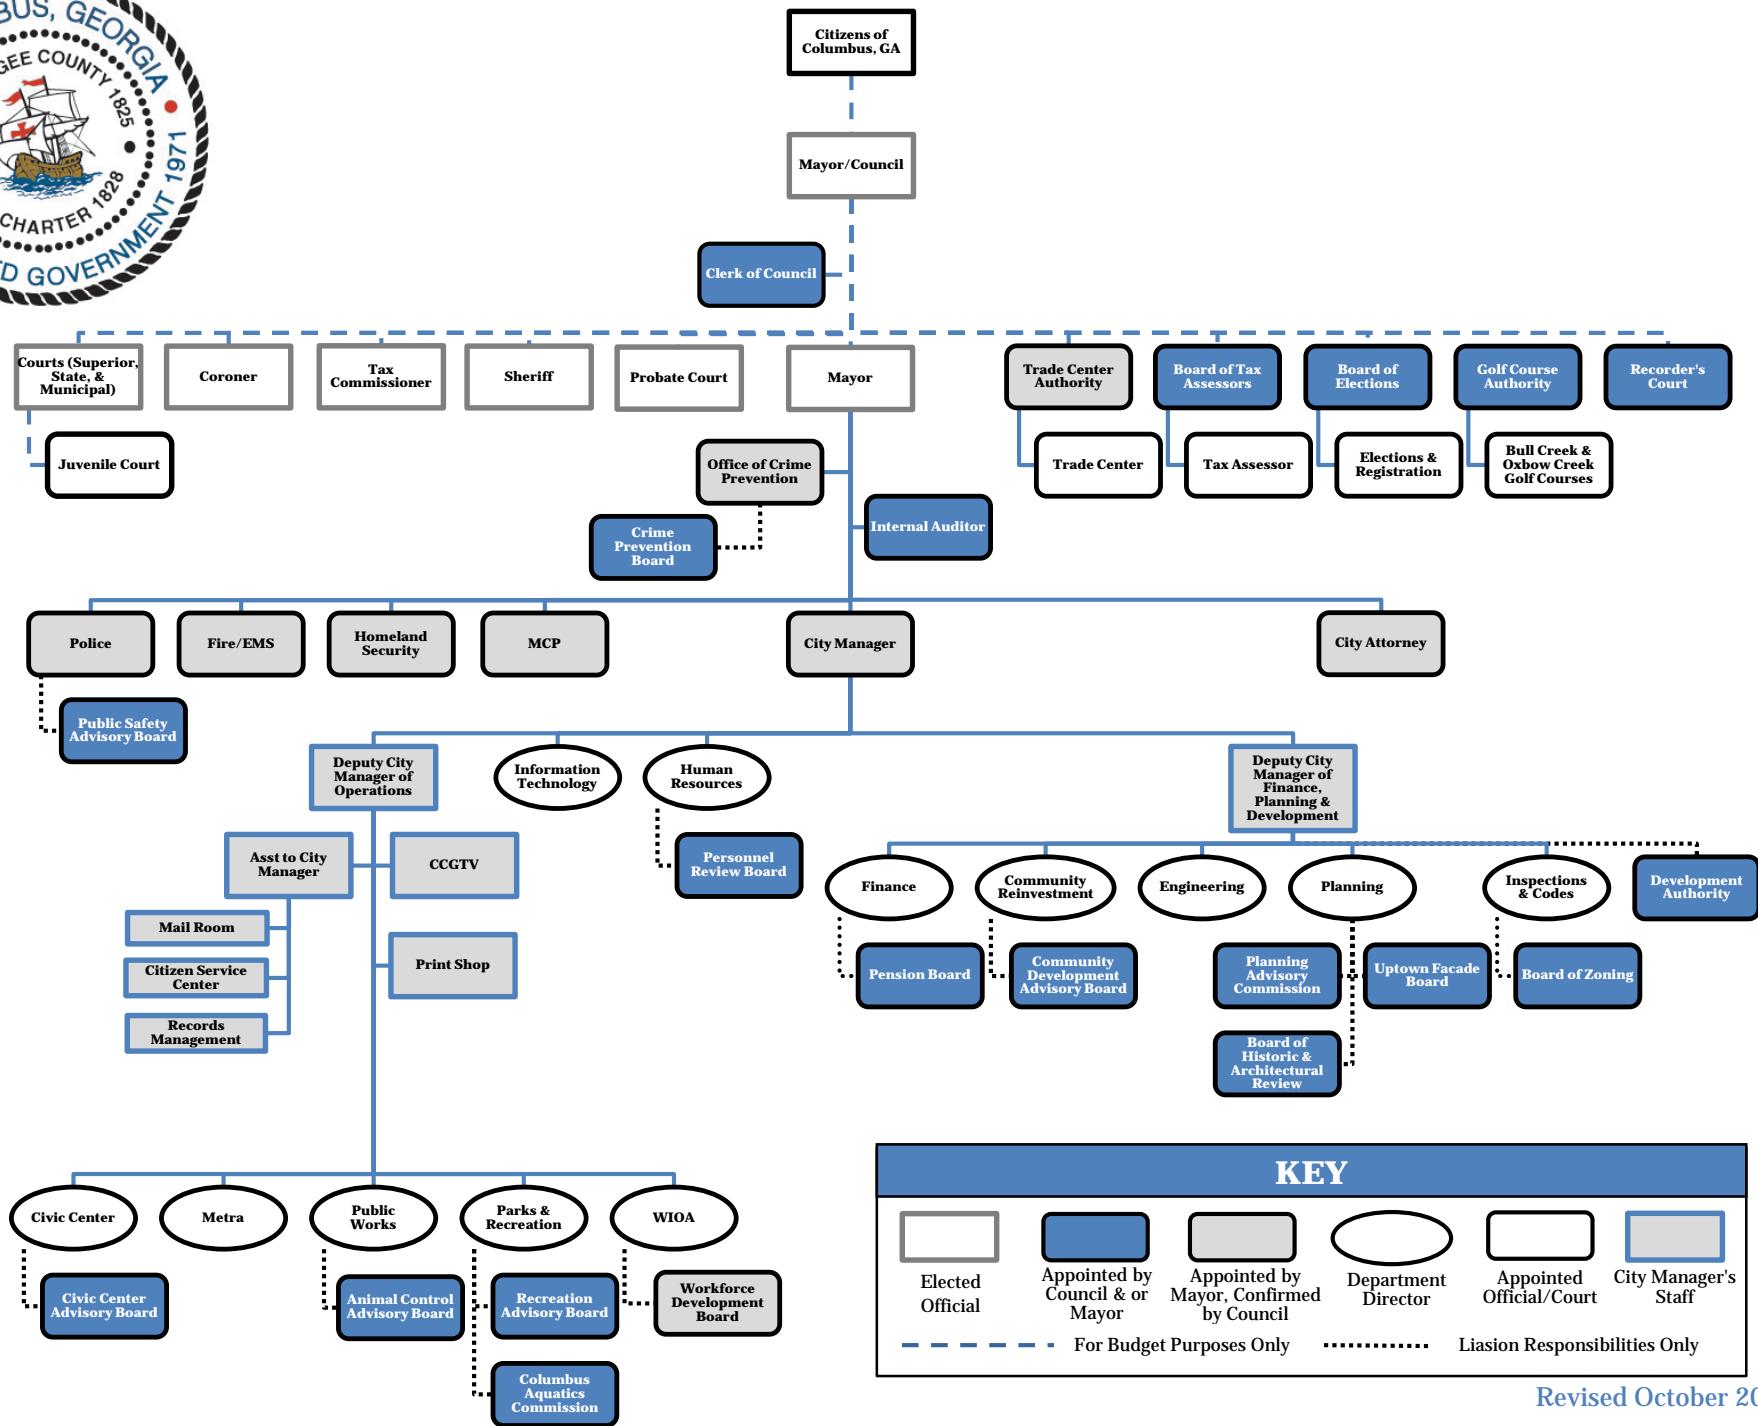 GEORGIA
COUNTY 1825
CHARTER 1828
GOVERNMENT 1971
Citizens of
Columbus, GA
Mayor/Council
Clerk of Council
Courts (Superior,
State, &
Municipal)
Coroner
Tax
Commissioner
Sheriff
Probate Court
Mayor
Trade Center
Authority
Board of Tax
Assessors
Board of
Elections
Golf Course
Authority
Recorder's
Court
Juvenile Court
Office of Crime
Prevention
Trade Center
Tax Assessor
Elections &
Registration
Bull Creek &
Oxbow Creek
Golf Courses
Crime
Prevention
Board
Internal Auditor
Police
Fire/EMS
Homeland
Security
MCP
City Manager
City Attorney
Public Safety
Advisory Board
Deputy City
Manager of
Operations
Information
Technology
Human
Resources
Deputy City
Manager of
Finance,
Planning &
Development
Asst to City
Manager
CCGTV
Personnel
Review Board
Finance
Community
Reinvestment
Engineering
Planning
Inspections
& Codes
Development
Authority
Mail Room
Citizen Service
Center
Records
Management
Print Shop
Pension Board
Community
Development
Advisory Board
Planning
Advisory
Commission
Uptown Facade
Board
Board of Zoning
Board of
Historic &
Architectural
Review
Civic Center
Metra
Public
Works
Parks &
Recreation
WIOA
Civic Center
Advisory Board
Animal Control
Advisory Board
Recreation
Advisory Board
Workforce
Development
Board
Columbus
Aquatics
Commission
KEY
Elected
Official
Appointed by
Council & or
Mayor
Appointed by
Mayor, Confirmed
by Council
Department
Director
Appointed
Official/Court
City Manager's
Staff
For Budget Purposes Only
Liasion Responsibilities Only
Revised October